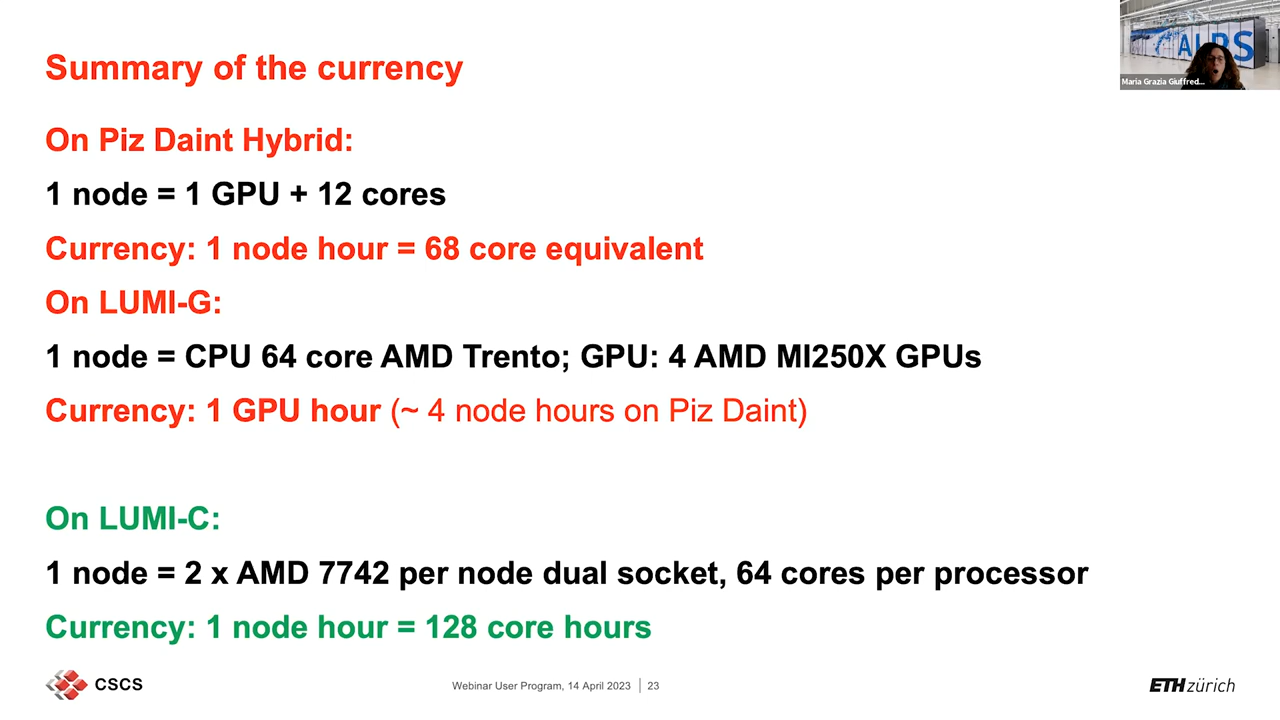 Summary of the currency
ALPS
Maria Grazia Giuffred...
On Piz Daint Hybrid:
1 node = 1 GPU + 12 cores
Currency: 1 node hour = 68 core equivalent
On LUMI-G:
1 node = CPU 64 core AMD Trento; GPU: 4 AMD MI250X GPUs
Currency: 1 GPU hour (~ 4 node hours on Piz Daint)
On LUMI-C:
1 node = 2 x AMD 7742 per node dual socket, 64 cores per processor
Currency: 1 node hour = 128 core hours
CSCS
Webinar User Program, 14 April 2023 | 23
ETH zürich